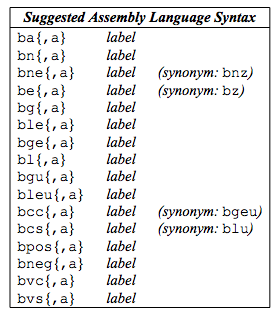 Suggested Assembly Language Syntax
ba{,a} label
bn{,a} label
bne{,a} label (synonym: bnz)
be{,a} label (synonym: bz)
bg{,a} label
ble{,a} label
bge{,a} label
bl{,a} label
bgu{,a} label
bleu{,a} label
bcc{,a} label (synonym: bgeu)
bcs{,a} label (synonym: blu)
bpos{,a} label
bneg{,a} label
bvc{,a} label
bvs{,a} label